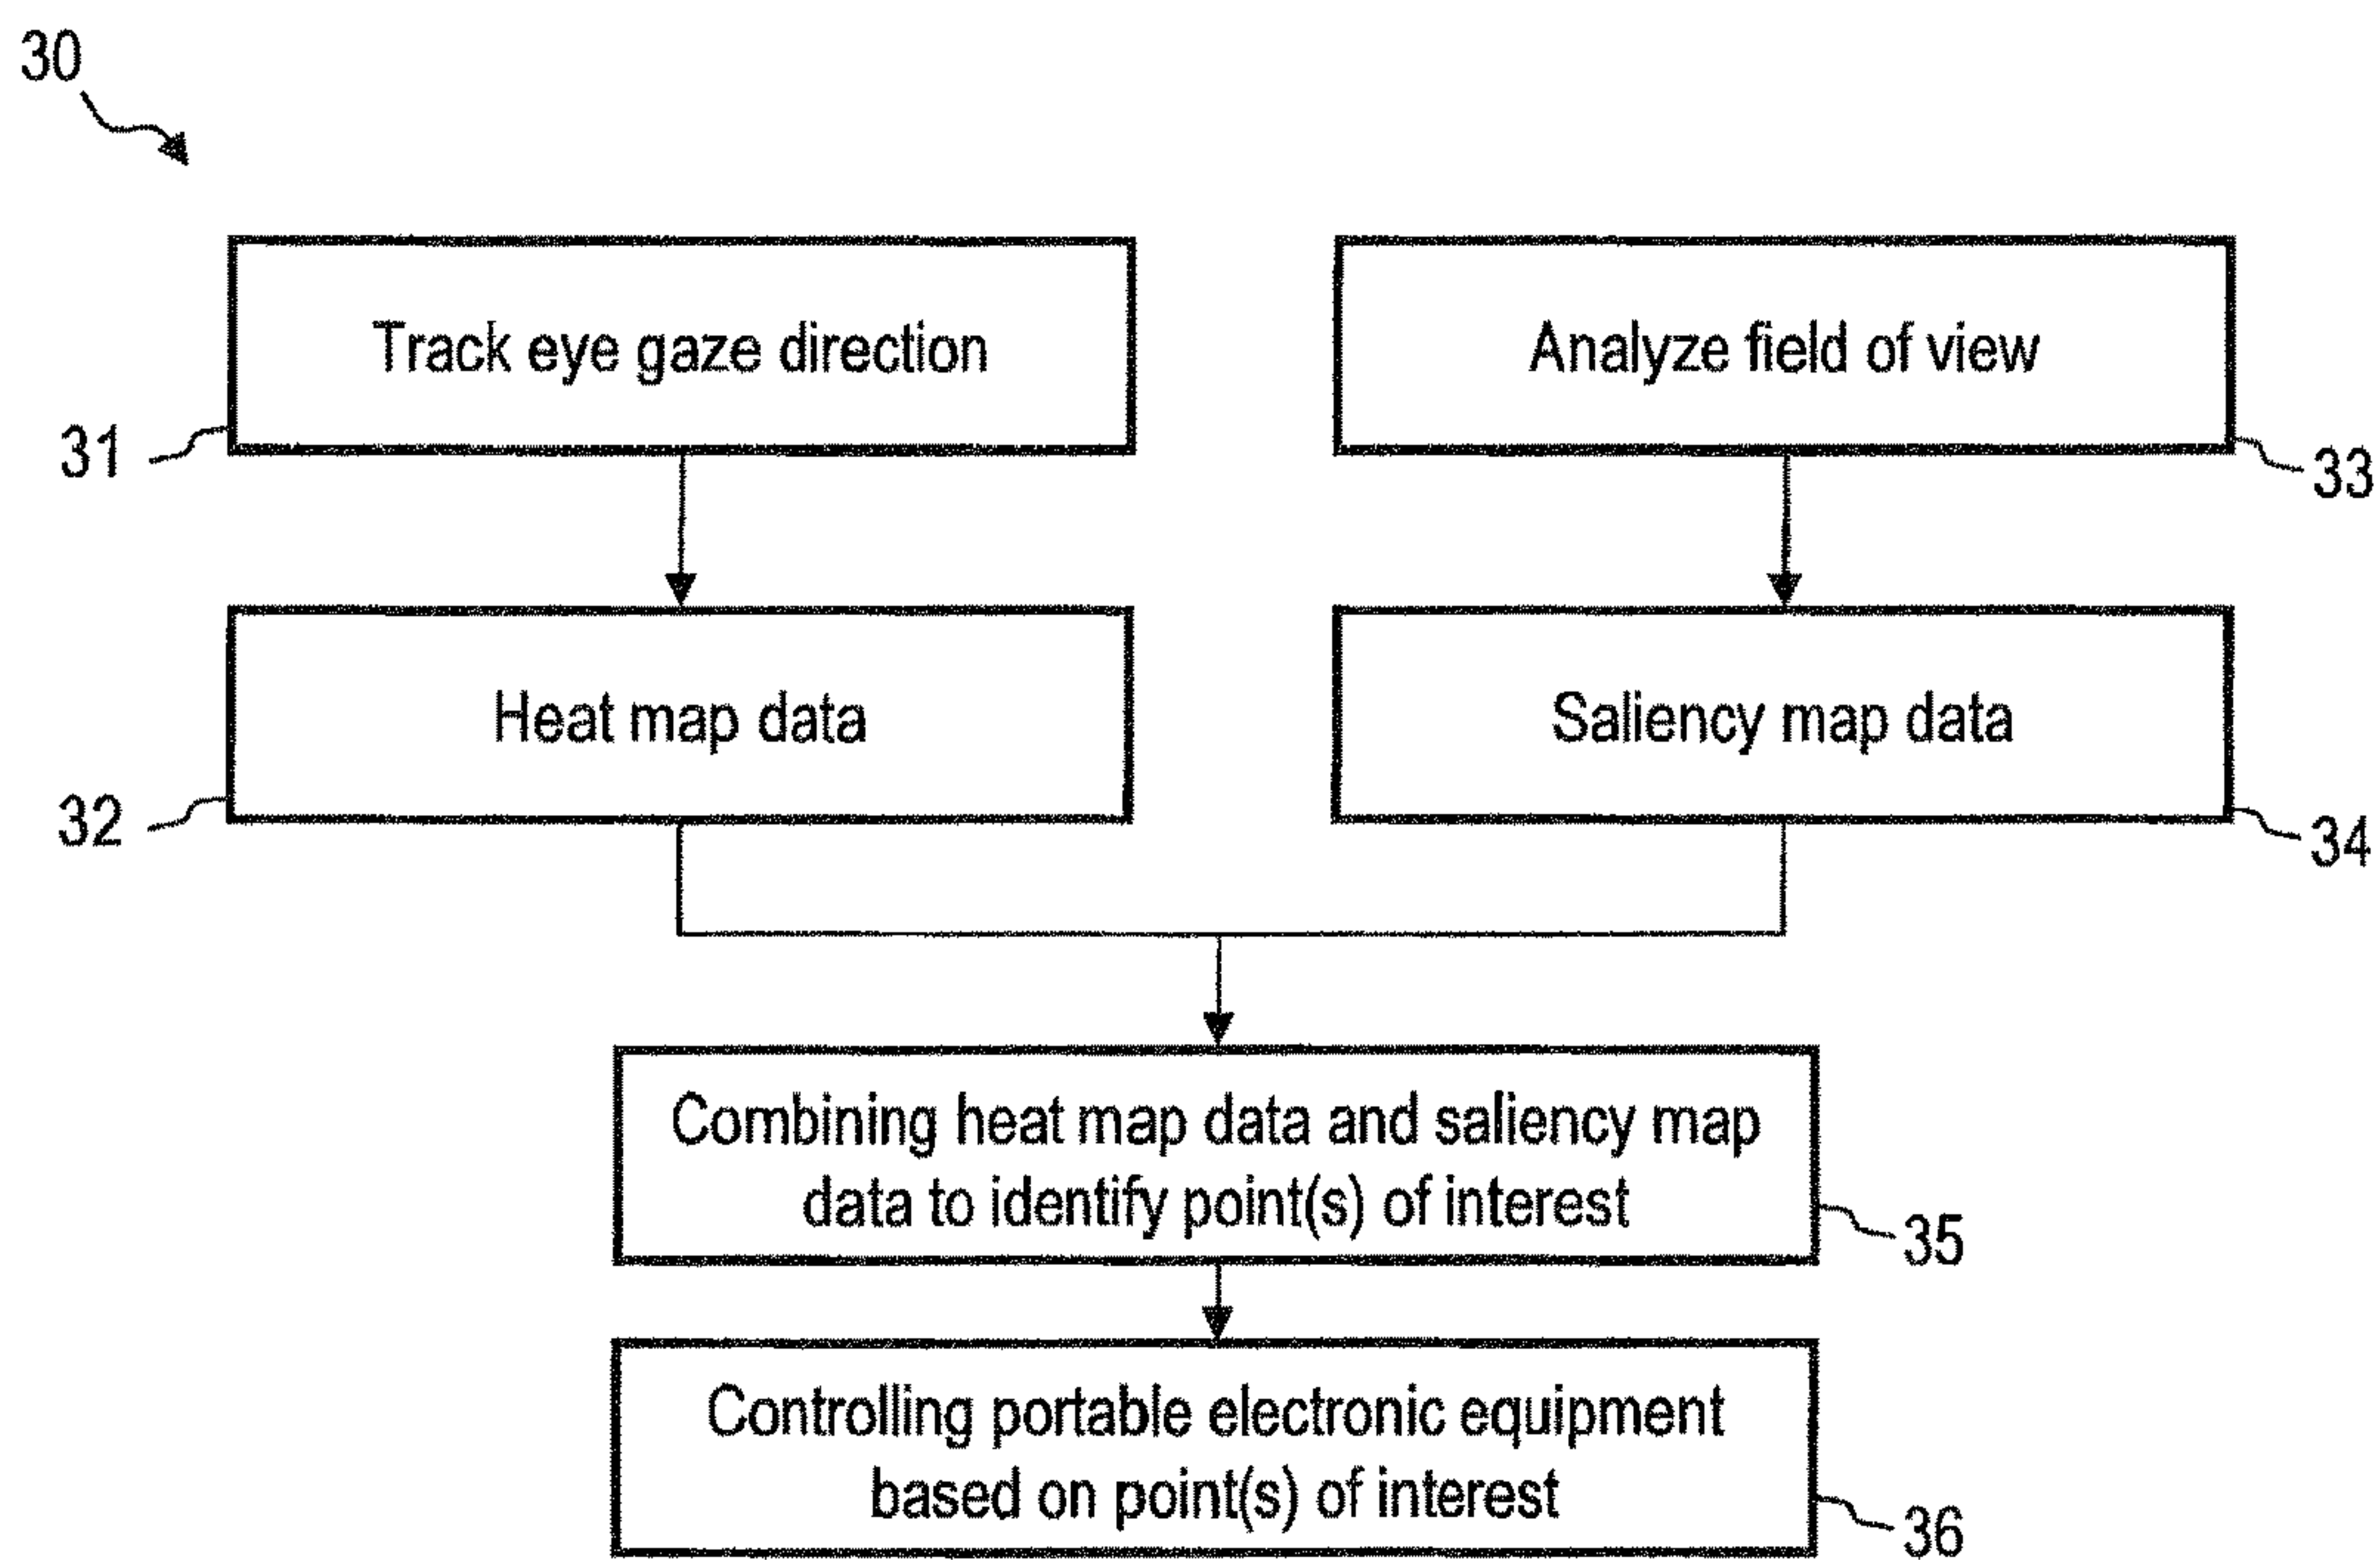 30
Track eye gaze direction
31
Analyze field of view
33
Heat map data
32
Saliency map data
34
Combining heat map data and saliency map
data to identify point(s) of interest
35
Controlling portable electronic equipment
based on point(s) of interest
36